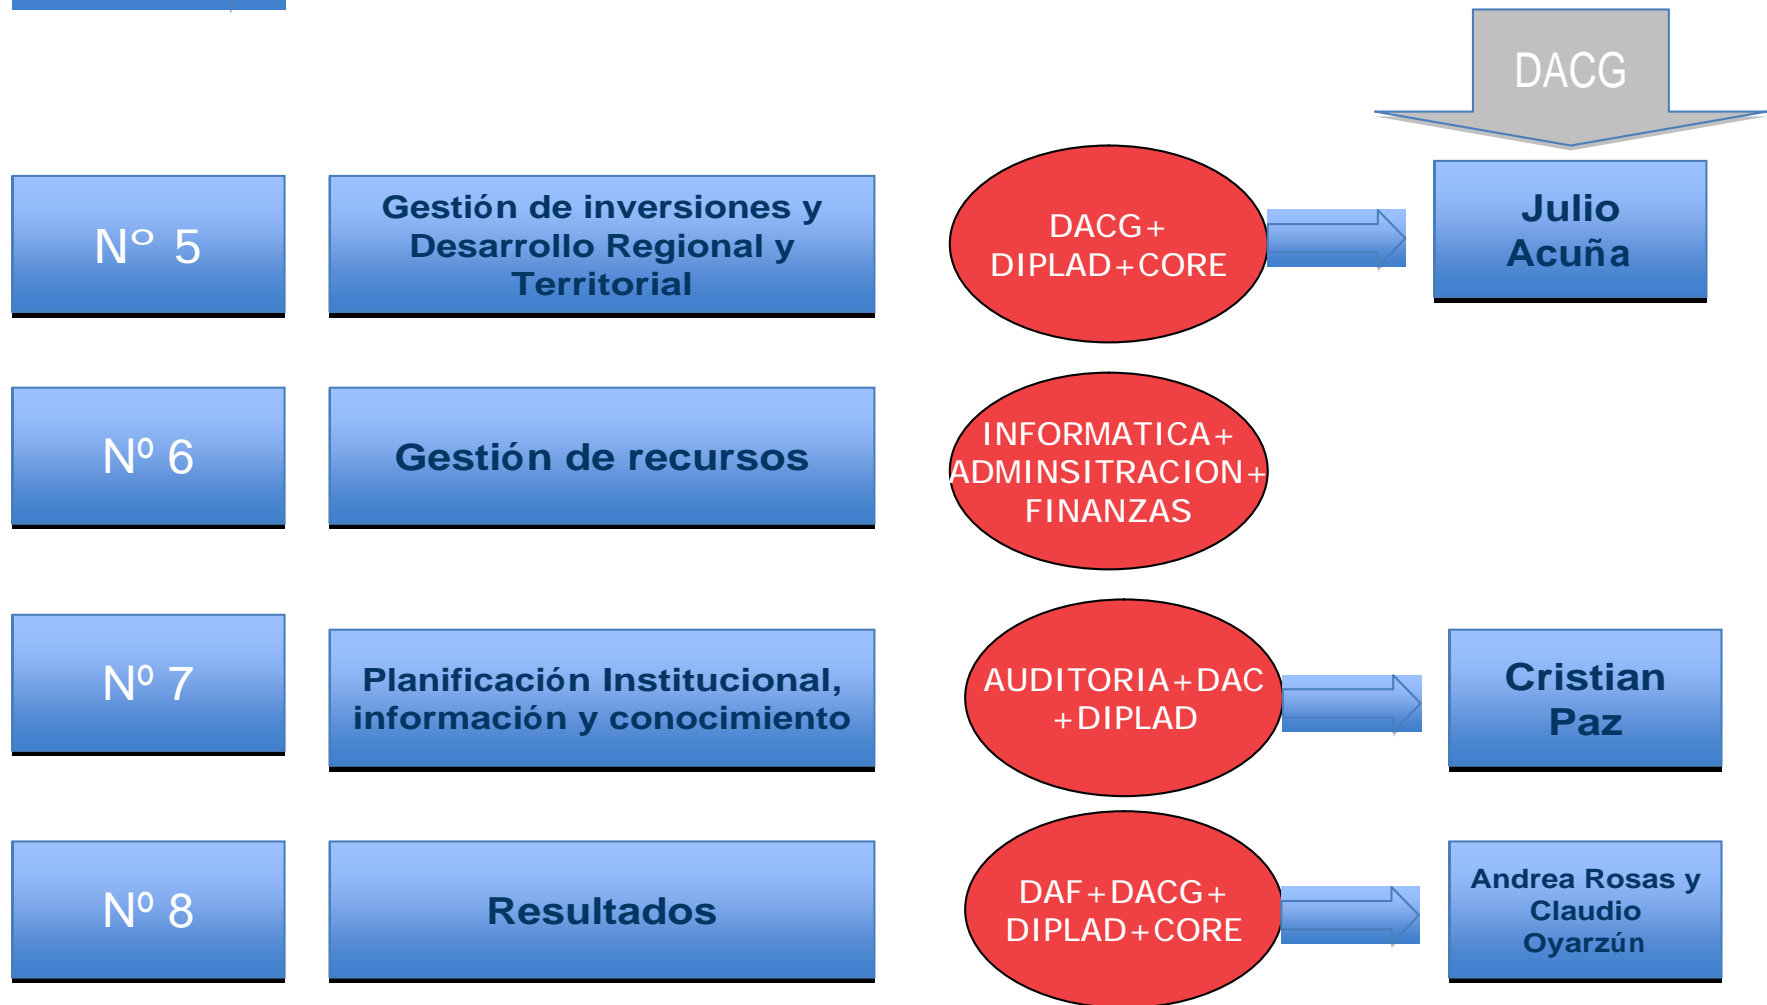 DACG
Nº 5
Gestión de inversiones y
Desarrollo Regional y
Territorial
DACG+
DIPLAD+CORE
Julio
Acuña
Nº 6
Gestión de recursos
INFORMATICA+
ADMINSITRACION+
FINANZAS
Nº 7
Planificación Institucional,
información y conocimiento
AUDITORIA+DAC
+DIPLAD
Cristian
Paz
Nº 8
Resultados
DAF+DACG+
DIPLAD+CORE
Andrea Rosas y
Claudio
Oyarzún